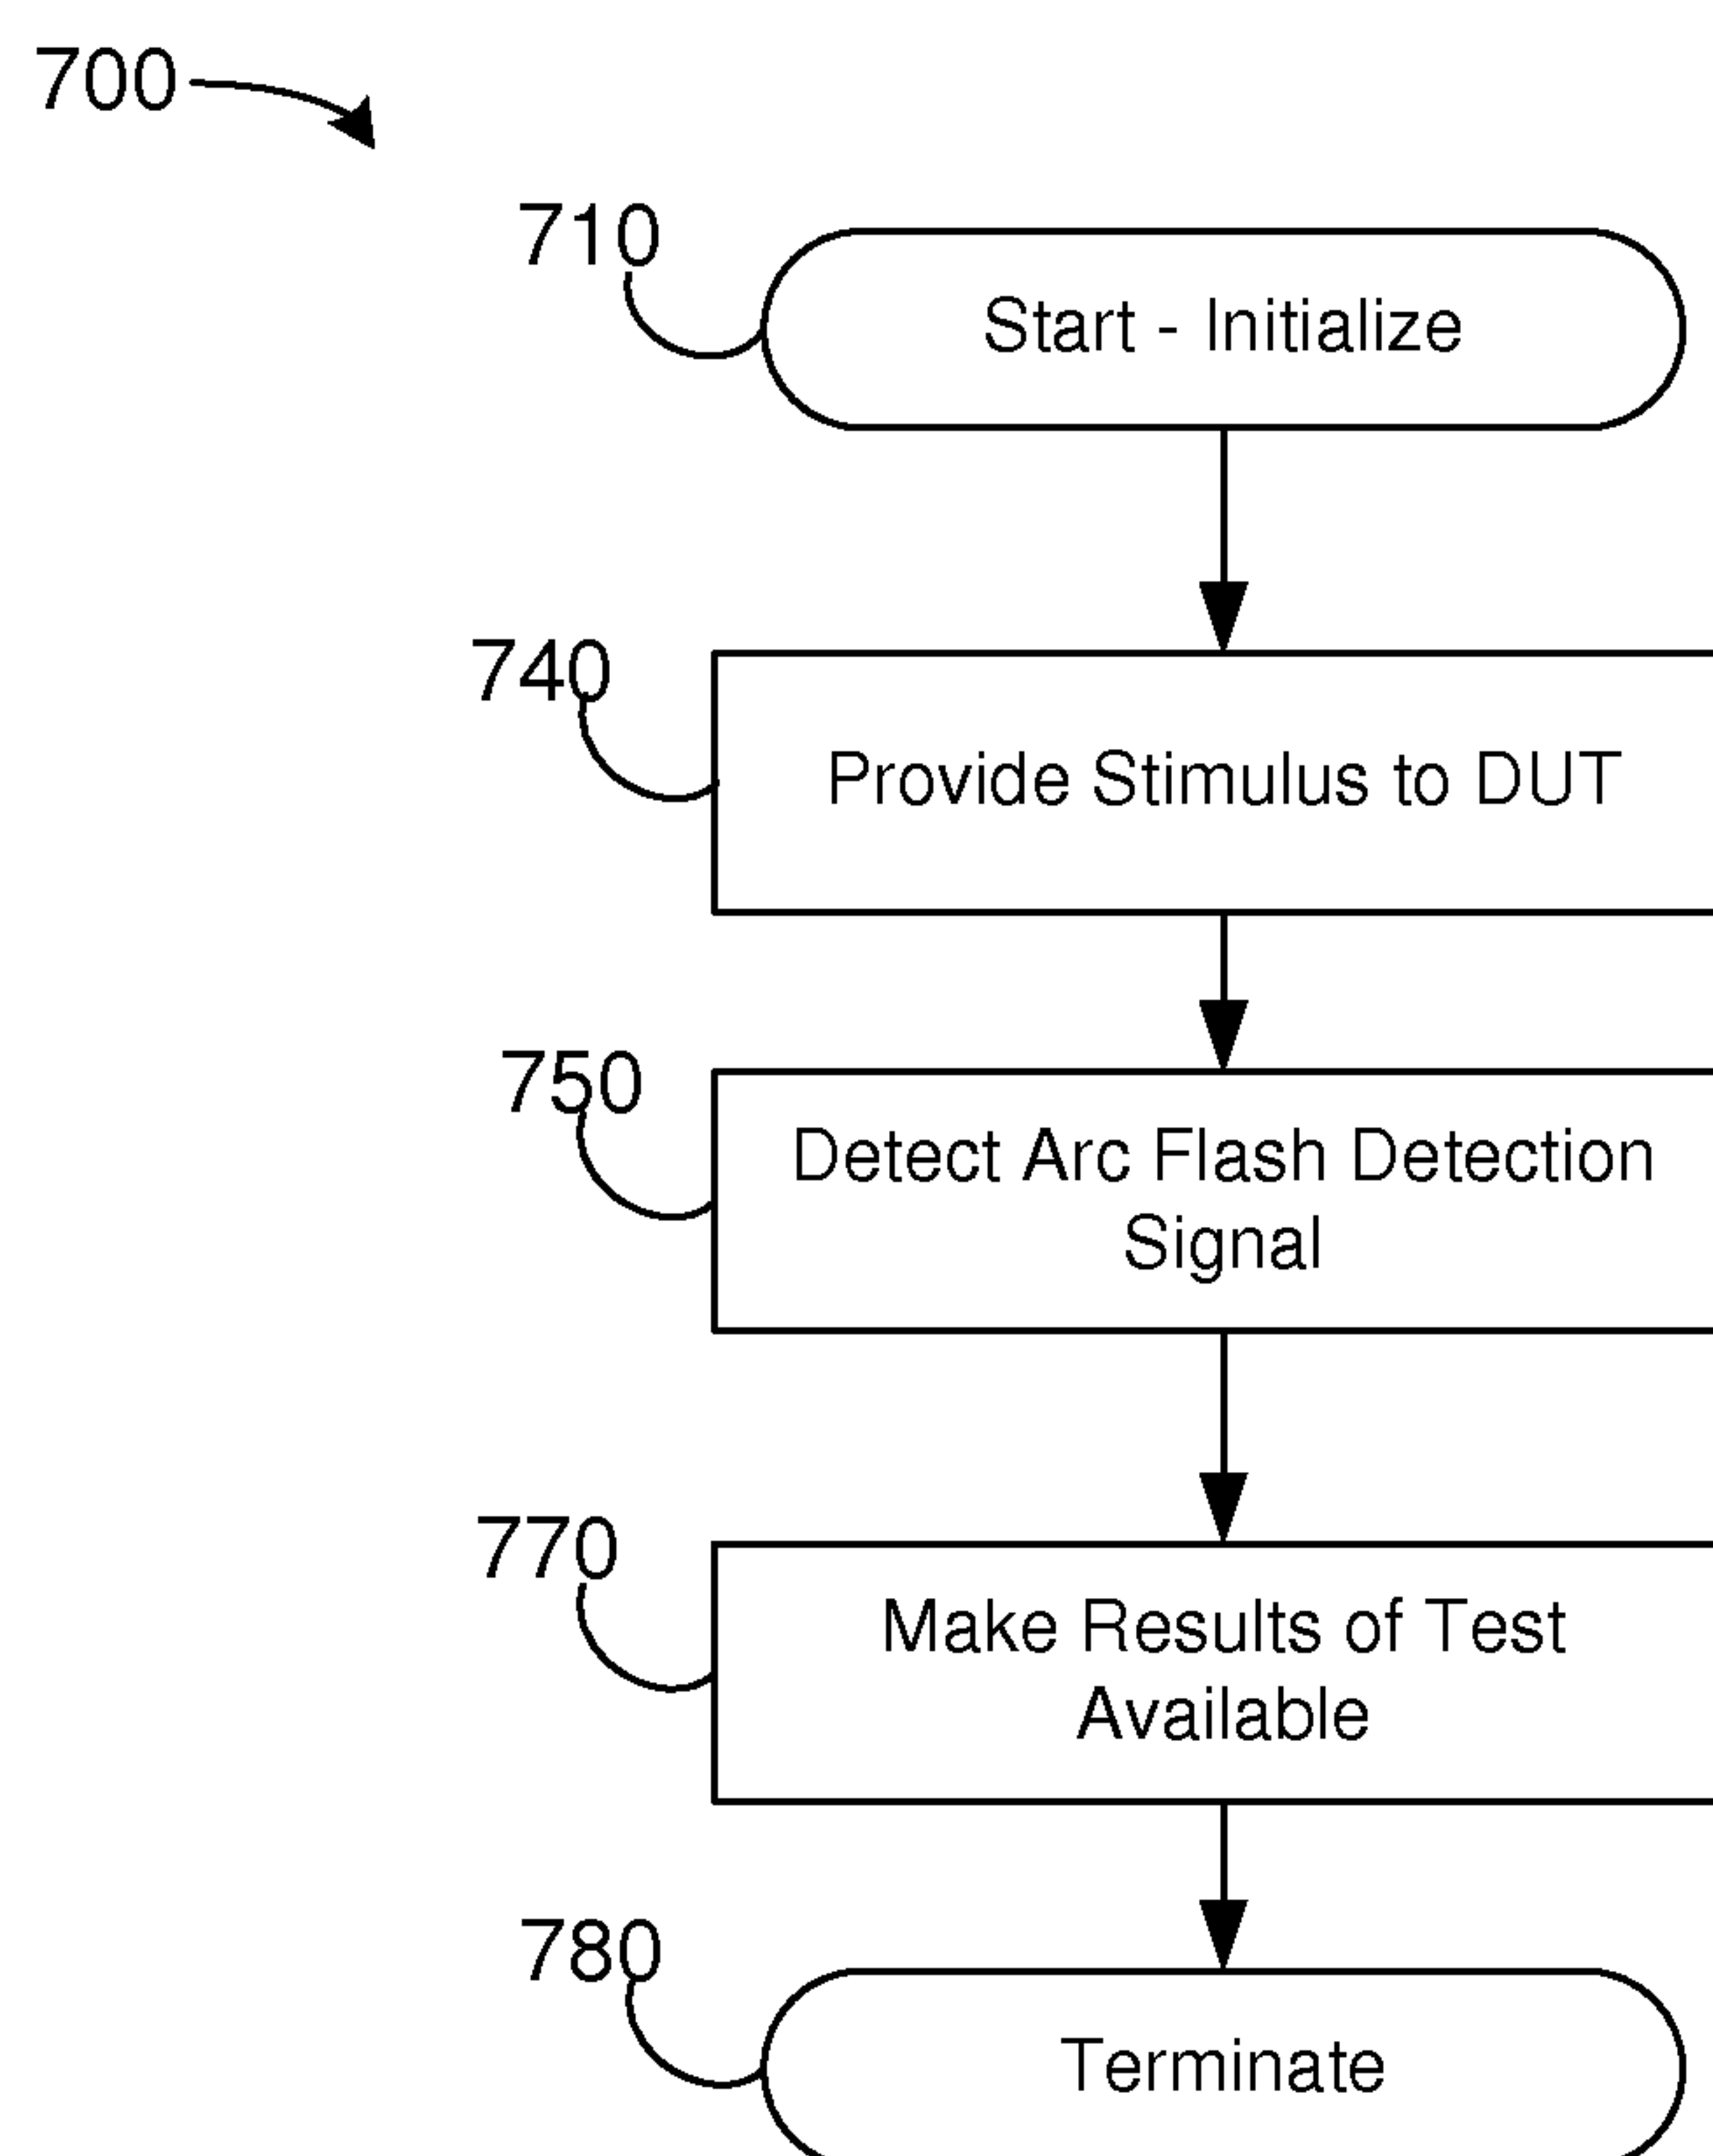 700
710
Start - Initialize
740
Provide Stimulus to DUT
750
Detect Arc Flash Detection
Signal
770
Make Results of Test
Available
780
Terminate